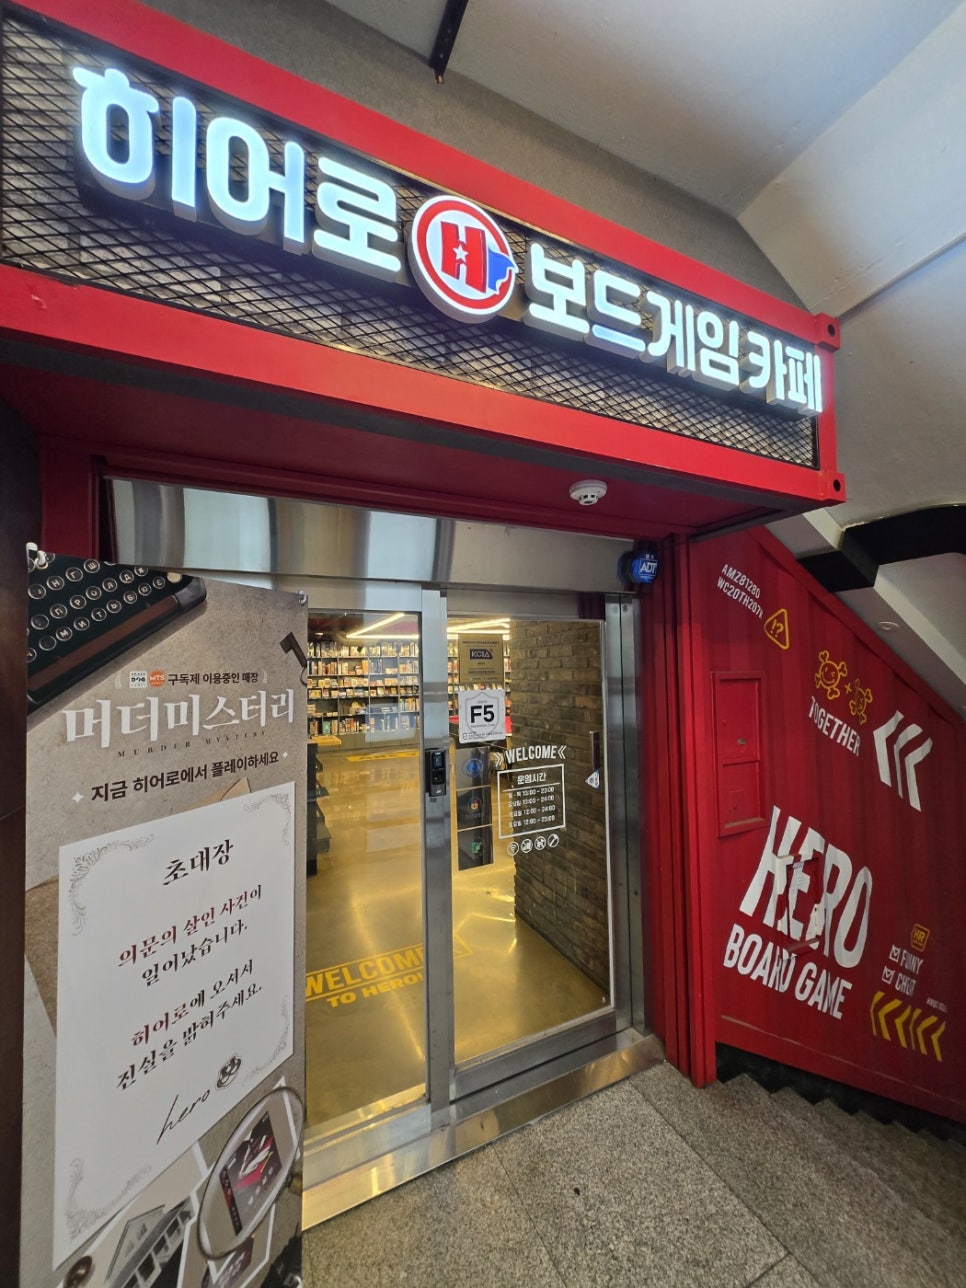 히어로 H 보드게임 카페
ADT
AMZ81280
WC20TH207
!?
TOGETHER
HERO
BOARD GAME
HR
FUNNY
구독제 이용중인 매장
머더미스터리
MURDER MYSTERY
지금 히어로에서 플레이하세요
초대장
의문의 살인 사건이
일어났습니다.
히어로에 오셔서
진실을 밝혀주세요.
hero
KCIA
F5
WELCOME
운영시간
WELCOME
TO HERO!